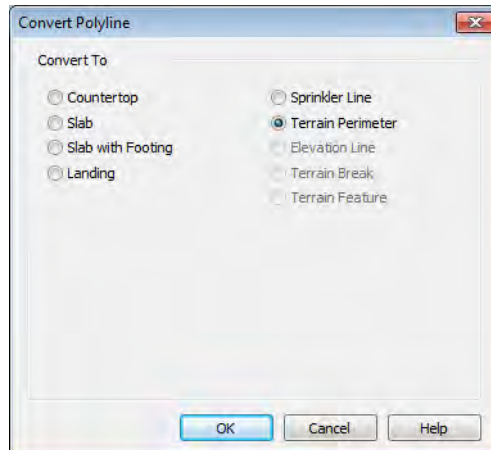 Convert Polyline
Convert To
Countertop
Slab
Slab with Footing
Landing
Sprinkler Line
Terrain Perimeter
Elevation Line
Terrain Break
Terrain Feature
OK
Cancel
Help